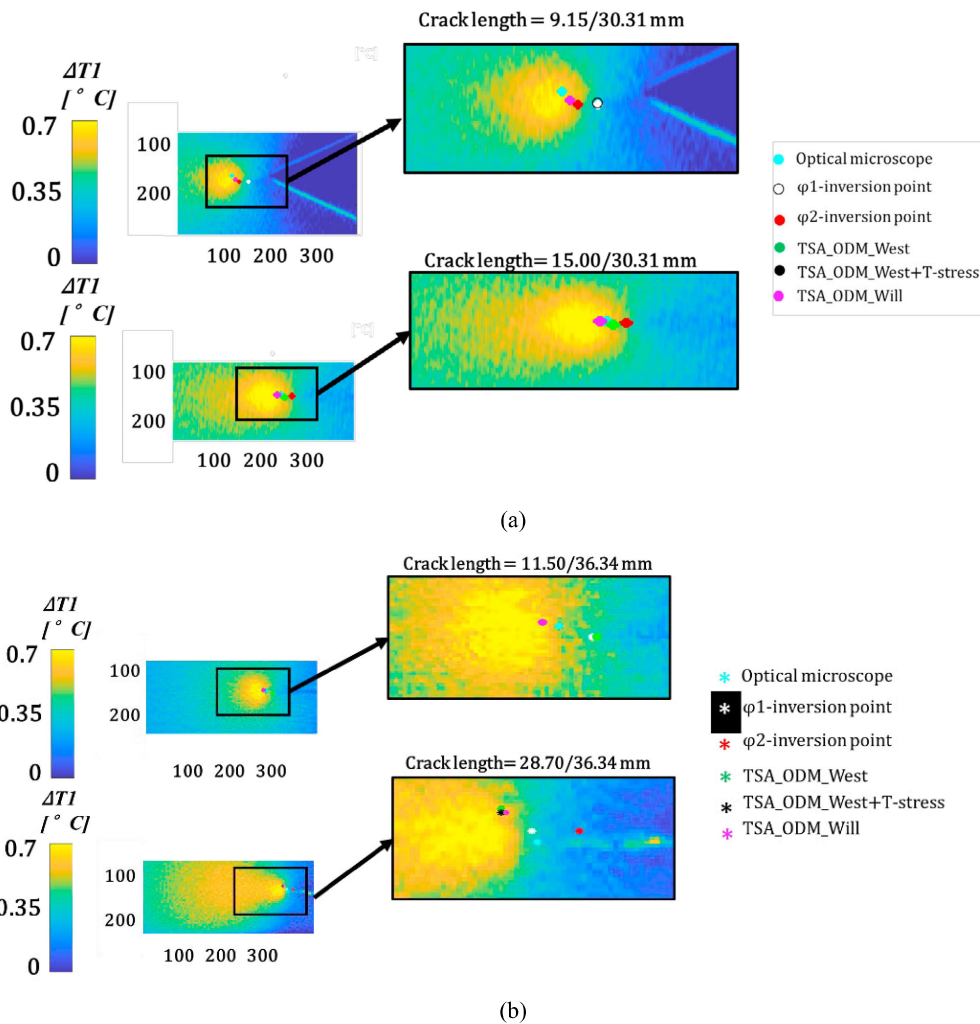 Crack length = 9.15/30.31 mm
[°C]
ΔT1
[ ° C]
0.7
0.35
0
100
200
100 200 300
Optical microscope
φ1-inversion point
φ2-inversion point
TSA_ODM_West
TSA_ODM_West+T-stress
TSA_ODM_Will
Crack length= 15.00/30.31 mm
[°C]
ΔT1
[ ° C]
0.7
0.35
0
100
200
100 200 300
(a)
Crack length= 11.50/36.34 mm
ΔT1
[ ° C]
0.7
0.35
0
100
200
100 200 300
Optical microscope
φ1-inversion point
φ2-inversion point
TSA_ODM_West
TSA_ODM_West+T-stress
TSA_ODM_Will
Crack length= 28.70/36.34 mm
ΔT1
[ ° C]
0.7
0.35
0
100
200
100 200 300
(b)